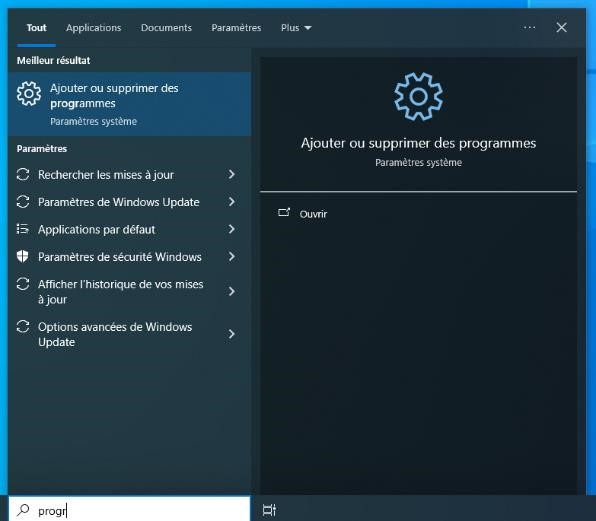 Tout Applications Documents Paramètres Plus
Meilleur résultat
Ajouter ou supprimer des
programmes
Paramètres système
Paramètres
Rechercher les mises à jour
Paramètres de Windows Update
Applications par défaut
Paramètres de sécurité Windows
Afficher l'historique de vos mises
à jour
Options avancées de Windows
Update
Ajouter ou supprimer des programmes
Paramètres système
Ouvrir
progr